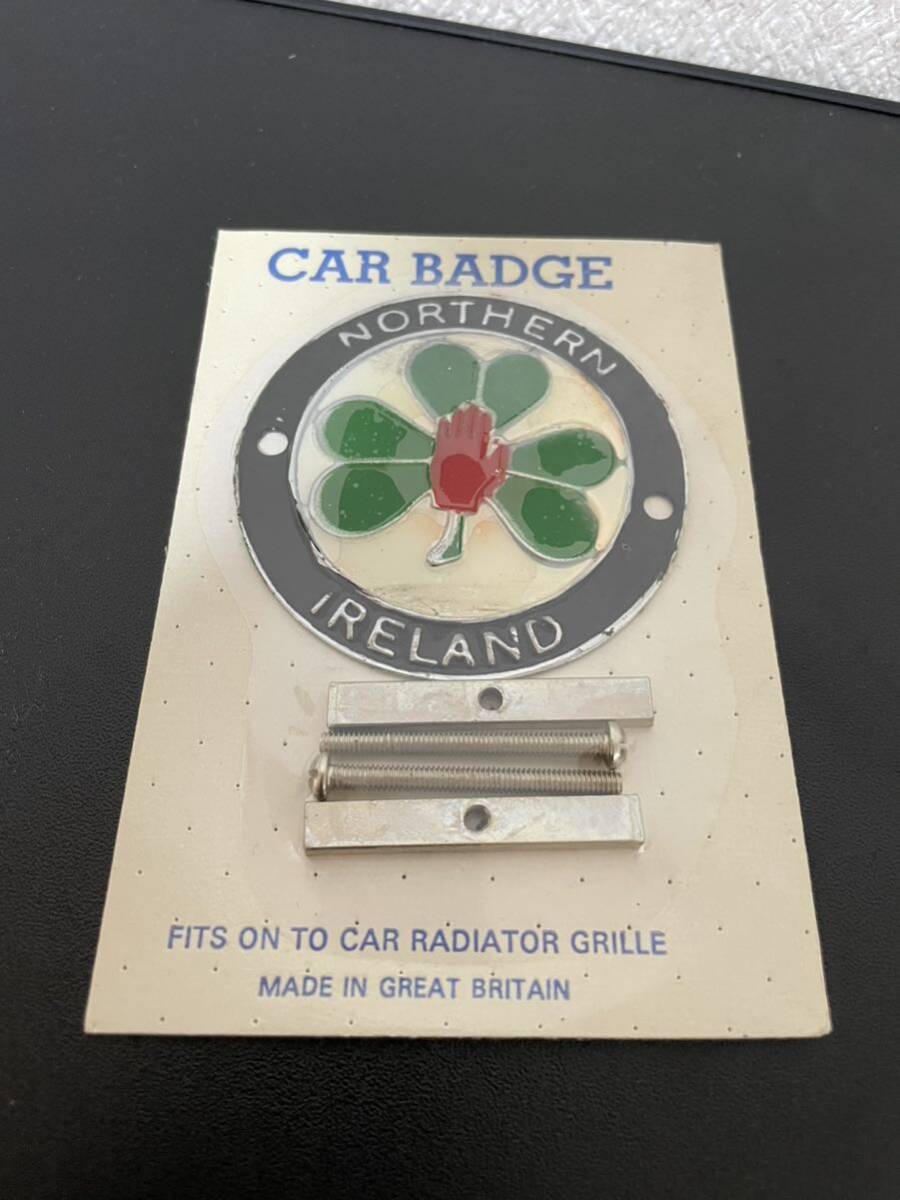 CAR BADGE
NORTHERN
IRELAND
FITS ON TO CAR RADIATOR GRILLE
MADE IN GREAT BRITAIN